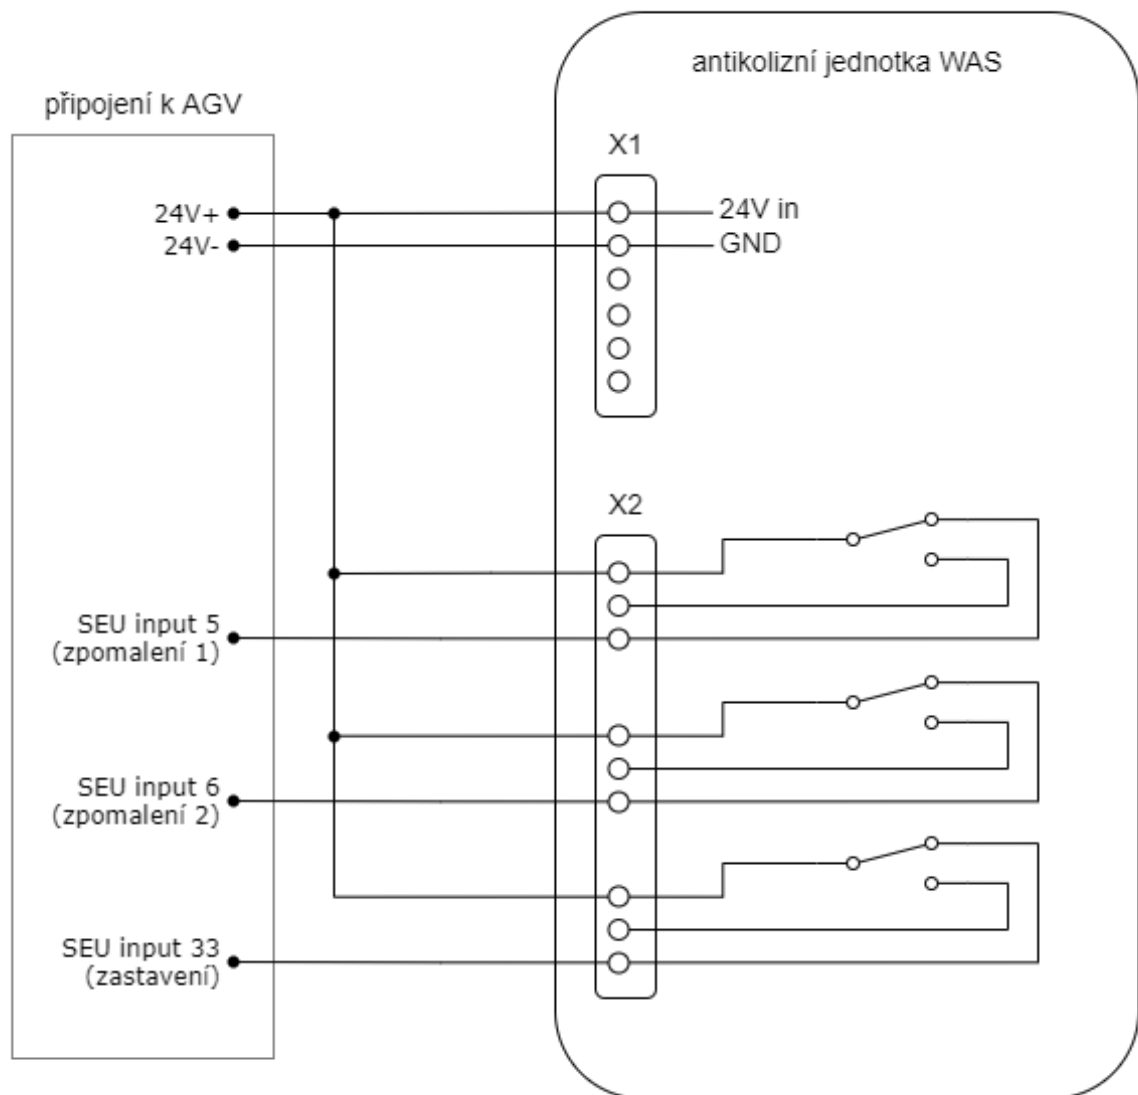 antikolizní jednotka WAS
připojení k AGV
X1
24V+
24V in
24V-
GND
X2
SEU input 5
(zpomalení 1)
SEU input 6
(zpomalení 2)
SEU input 33
(zastavení)